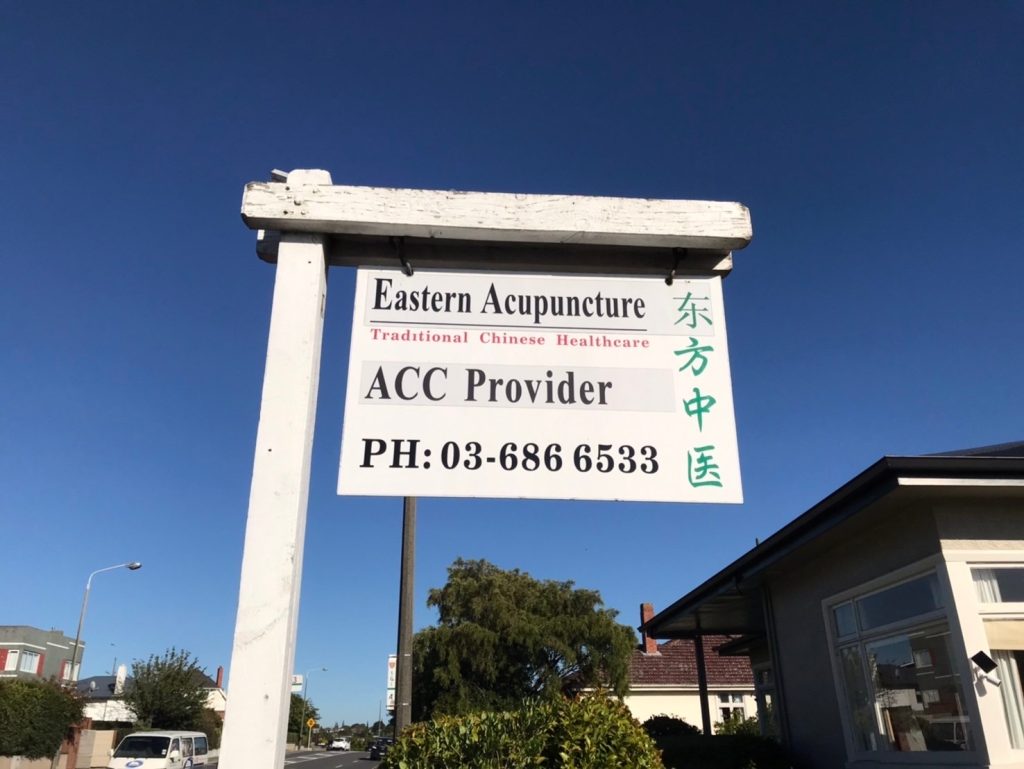 Eastern Acupuncture
Traditional Chinese Healthcare
ACC Provider
PH: 03-686 6533
东方中医